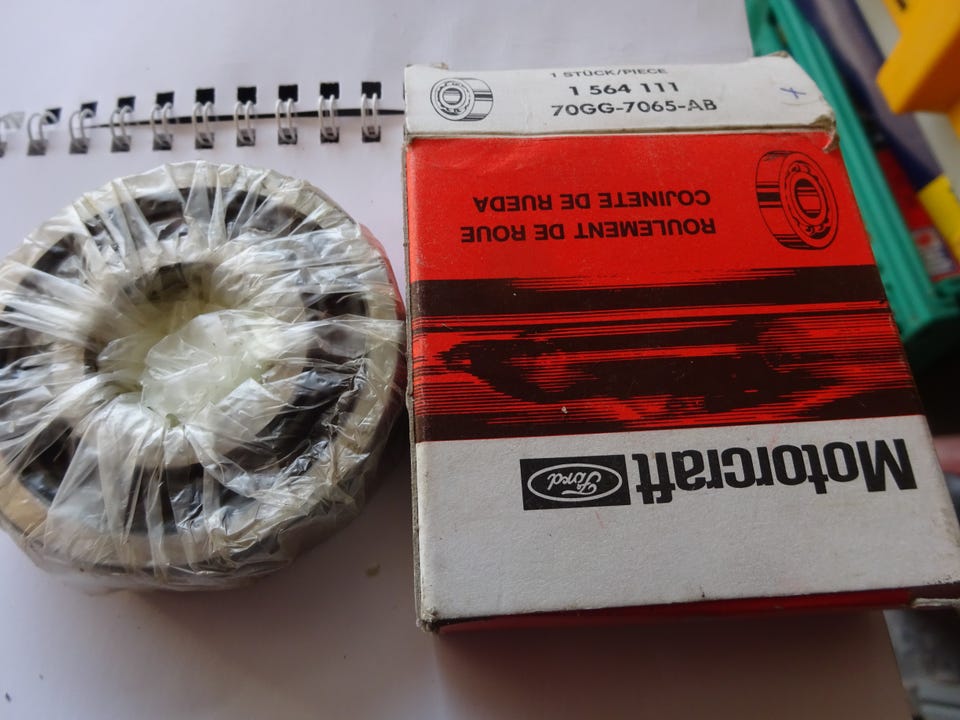 1 STÜCK/PIECE
1 564 111
70GG-7065-AB
ROULEMENT DE ROUE
COJINETE DE RUEDA
Motorcraft
Ford